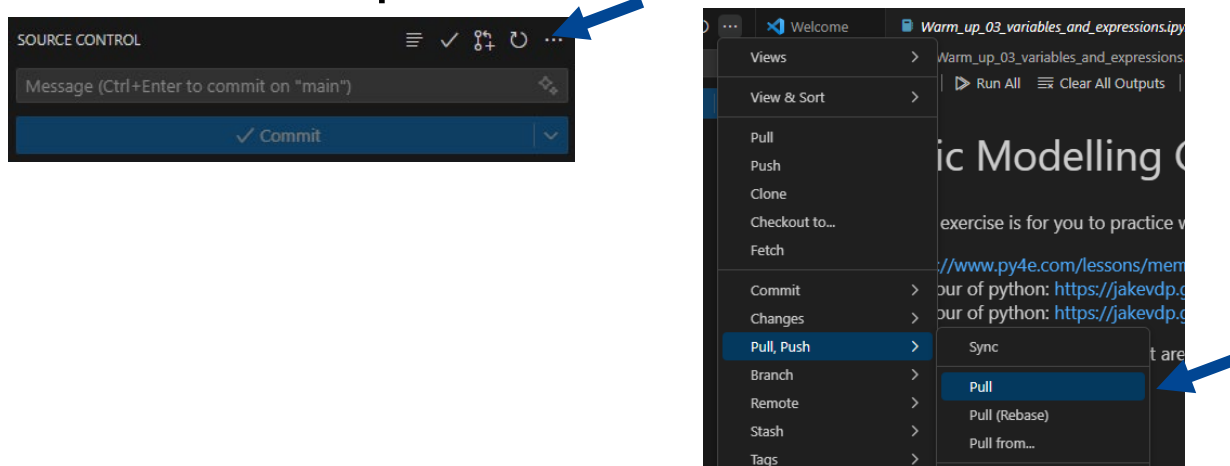 SOURCE CONTROL
Message (Ctrl+Enter to commit on "main")
Commit
Welcome
Warm_up_03_variables_and_expressions.ipy
Views
Warm_up_03_variables_and_expressions
Run All Clear All Outputs
View & Sort
Pull
ic Modelling
Push
Clone
Checkout to...
exercise is for you to practice
Fetch
://www.py4e.com/lessons/mem
Commit
our of python: https://jakevdp.g
Changes
our of python: https://jakevdp.g
Pull, Push
Sync
t are
Branch
Pull
Remote
Pull (Rebase)
Stash
Pull from...
Tags